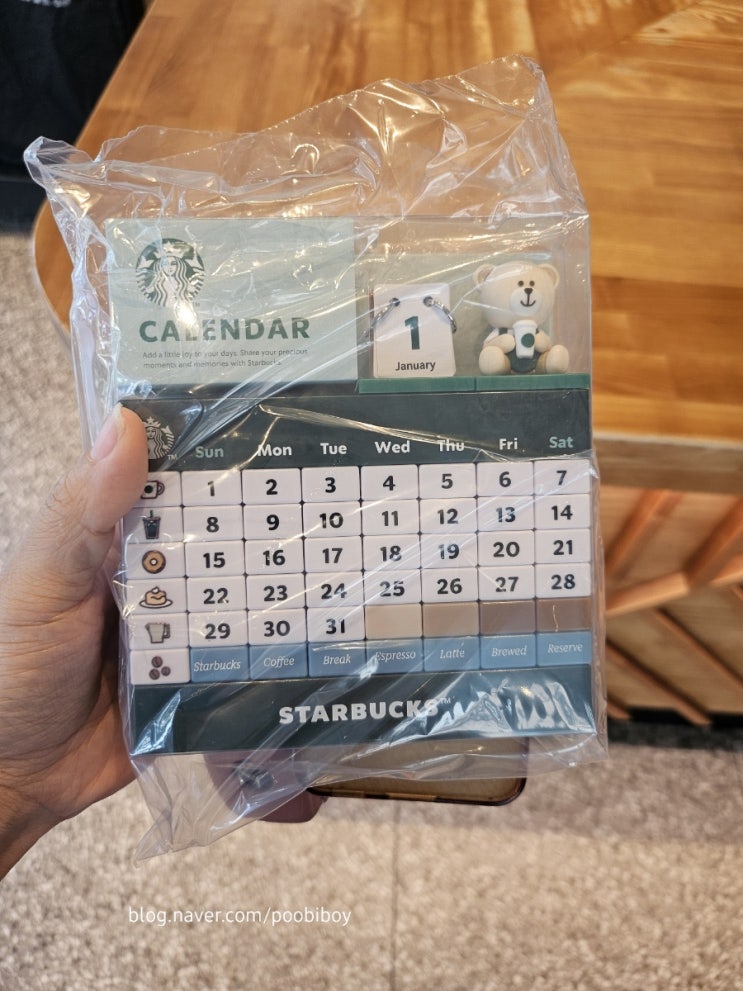 CALENDAR
Add a little joy to your days. Share your precious
moments and memories with Starbucks.
1
January
TM
Sun Mon Tue Wed Thu Fri Sat
1 2 3 4 5 6 7
8 9 10 11 12 13 14
15 16 17 18 19 20 21
22 23 24 25 26 27 28
29 30 31
Starbucks Coffee Break Espresso Latte Brewed Reserve
STARBUCKS™
blog.naver.com/poobiboy